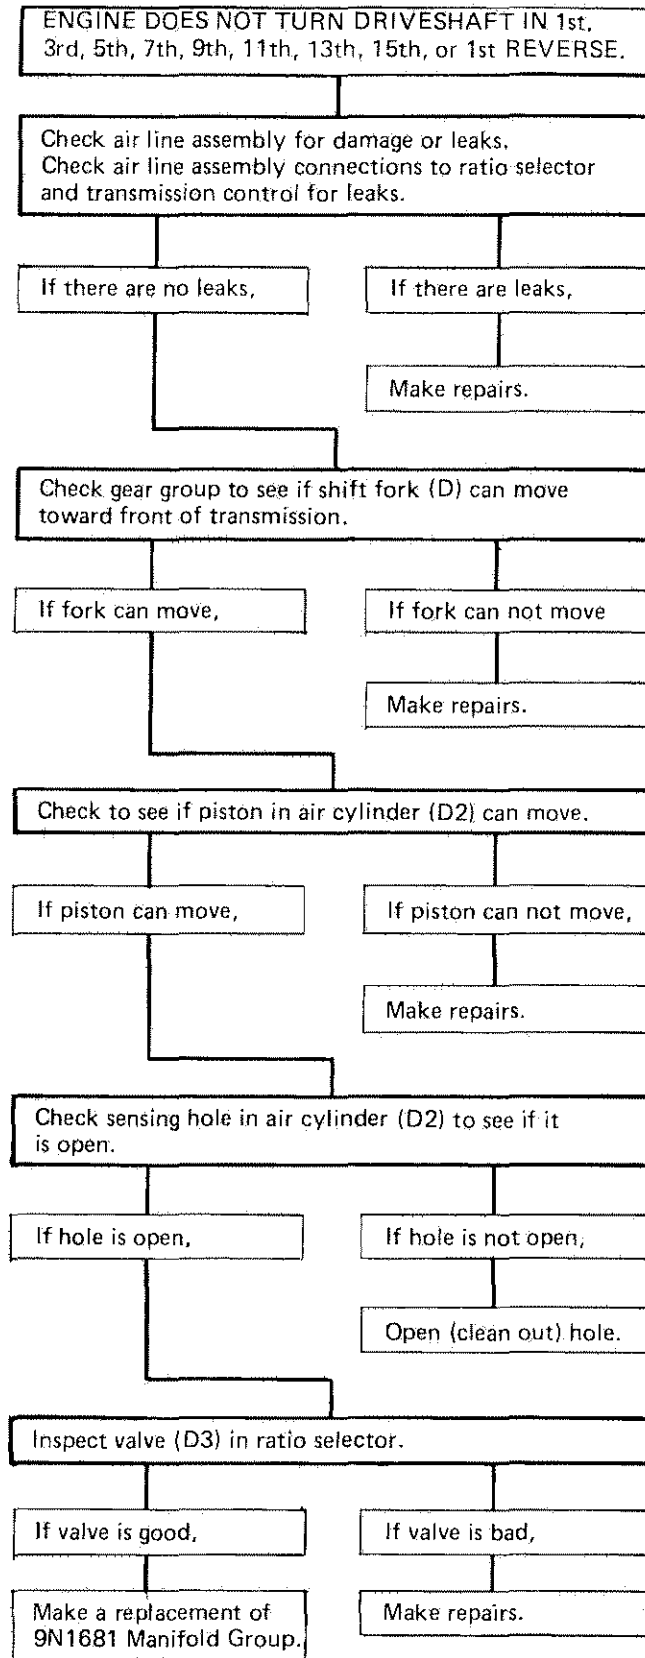 ENGINE DOES NOT TURN DRIVESHAFT IN 1st,
3rd, 5th, 7th, 9th, 11th, 13th, 15th, or 1st REVERSE.
Check air line assembly for damage or leaks.
Check air line assembly connections to ratio selector
and transmission control for leaks.
If there are no leaks,
If there are leaks,
Make repairs.
Check gear group to see if shift fork (D) can move
toward front of transmission.
If fork can move,
If fork can not move
Make repairs.
Check to see if piston in air cylinder (D2) can move.
If piston can move,
If piston can not move,
Make repairs.
Check sensing hole in air cylinder (D2) to see if it
is open.
If hole is open,
If hole is not open,
Open (clean out) hole.
Inspect valve (D3) in ratio selector.
If valve is good,
If valve is bad,
Make a replacement of
9N1681 Manifold Group.
Make repairs.